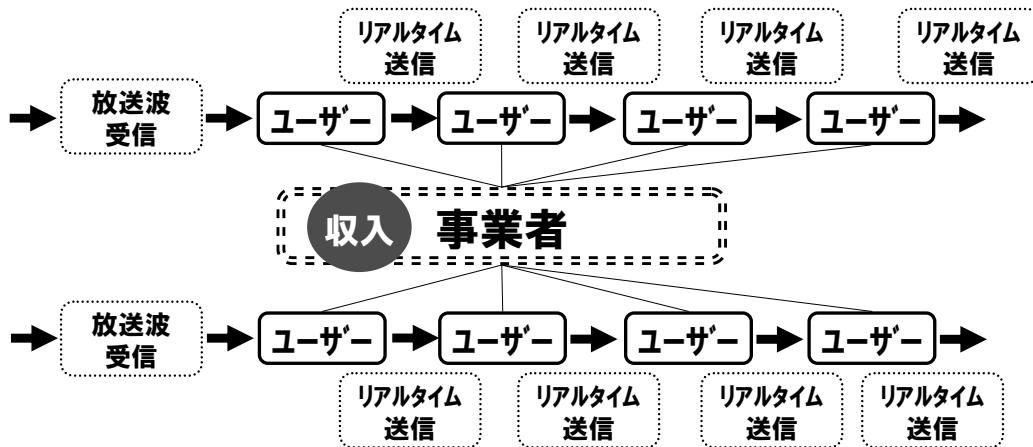 リアルタイム
送信
リアルタイム
送信
リアルタイム
送信
リアルタイム
送信
放送波
受信
ユーザー
ユーザー
ユーザー
ユーザー
収入
事業者
放送波
受信
ユーザー
ユーザー
ユーザー
ユーザー
リアルタイム
送信
リアルタイム
送信
リアルタイム
送信
リアルタイム
送信